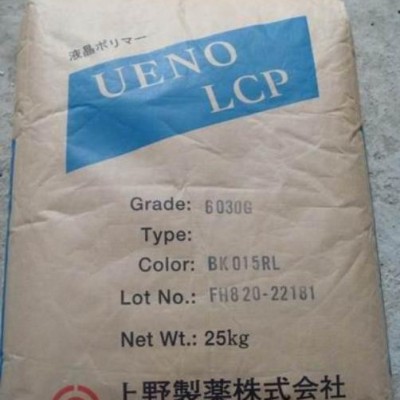 液晶ポリマー
UENO
LCP
Grade: 6030G
Type:
Color: BK015RL
Lot No.: FH820-22181
Net Wt.: 25kg
上野製薬株式会社